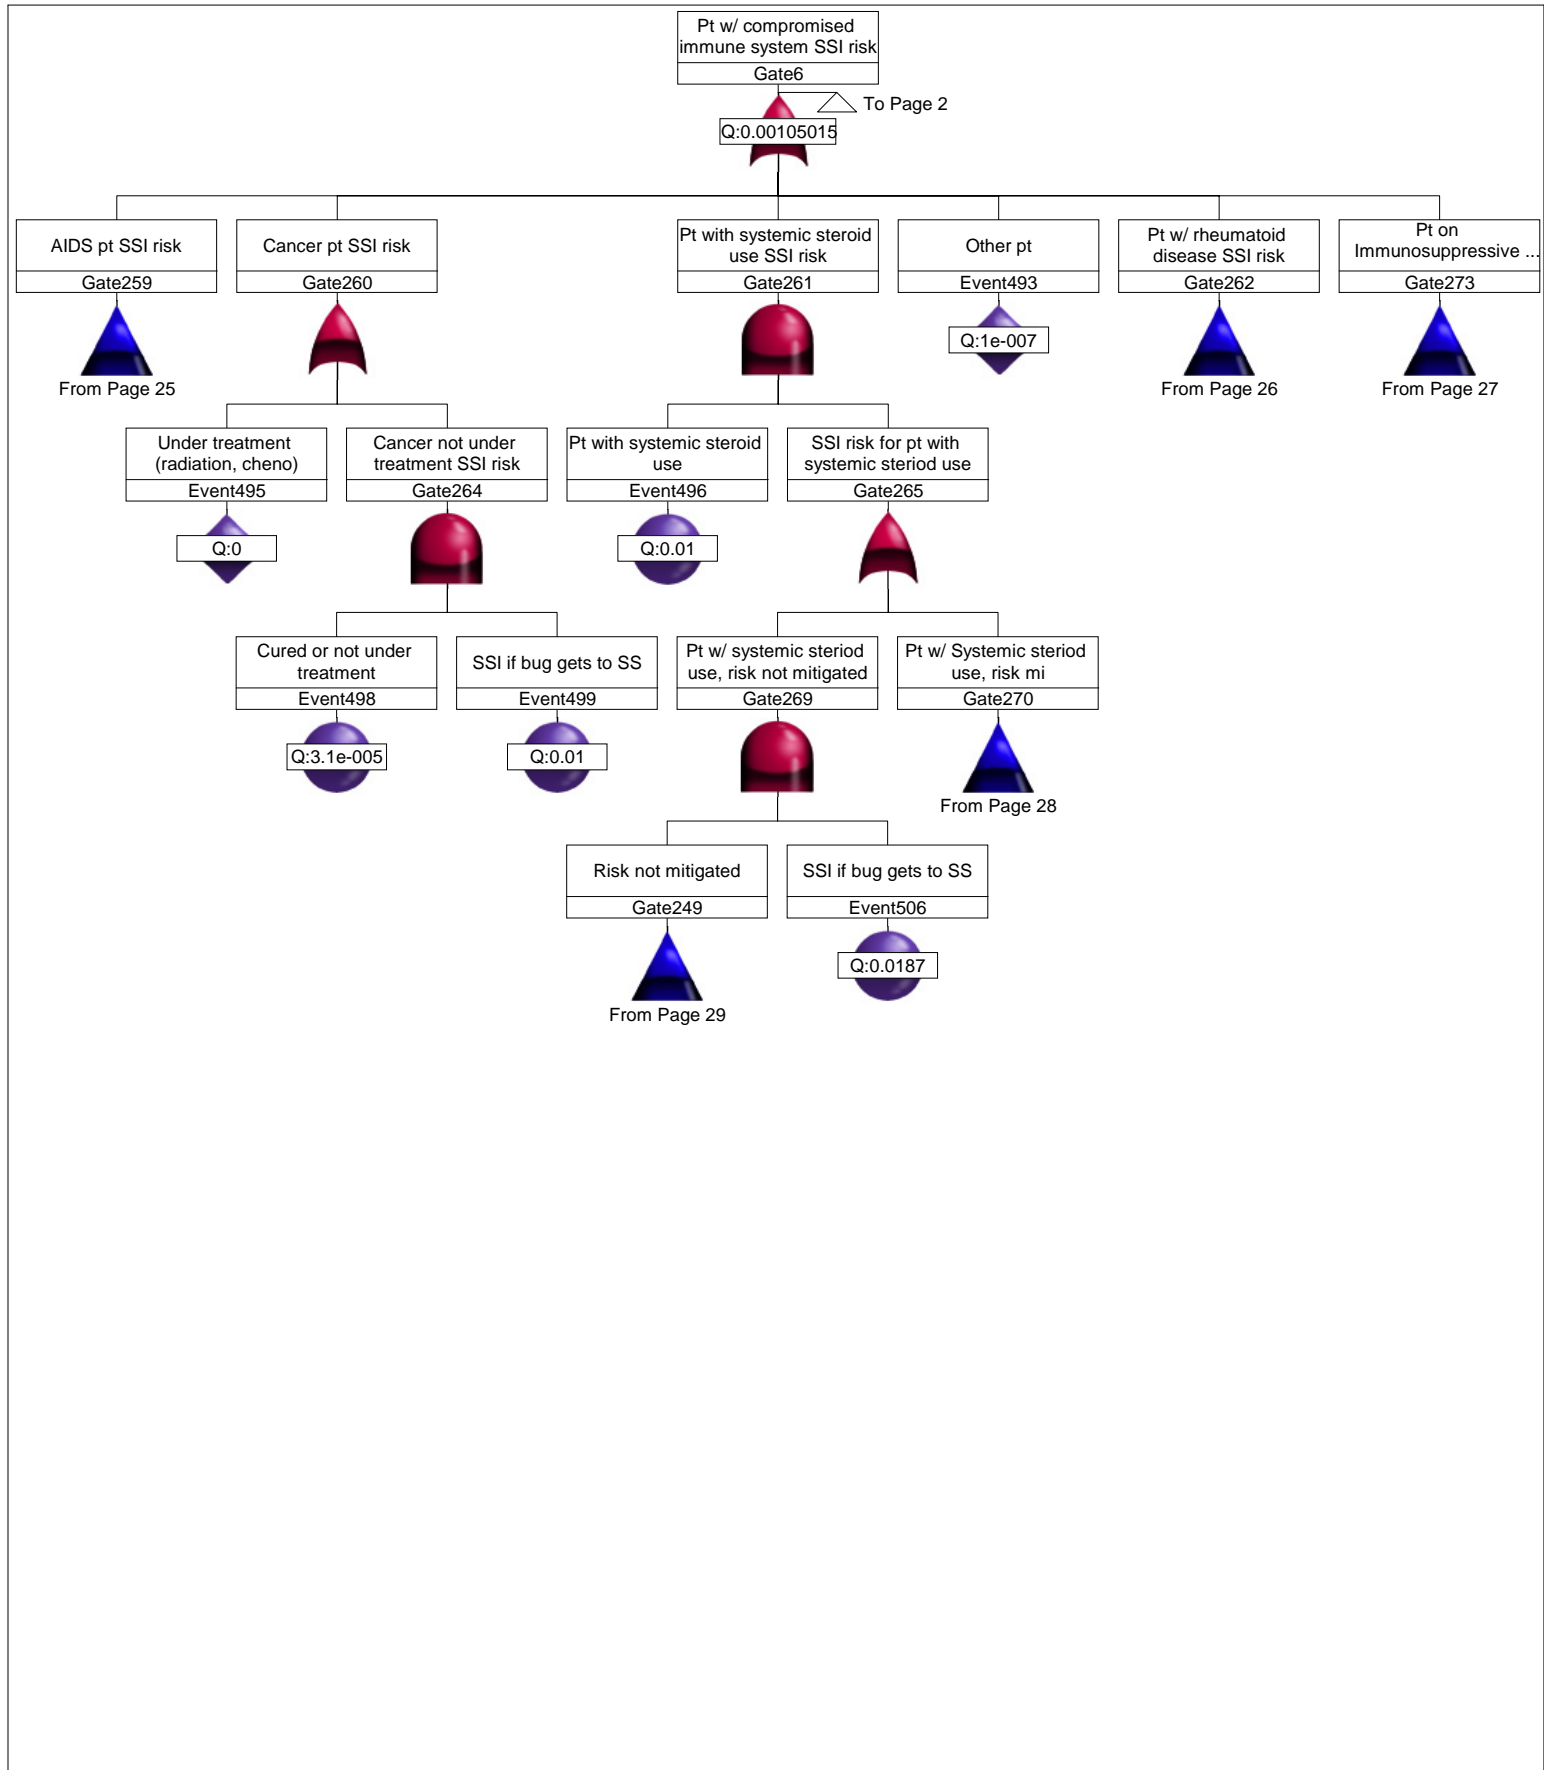 Pt w/ compromised
immune system SSI risk
Gate6
To Page 2
Q:0.00105015
AIDS pt SSI risk
Gate259
From Page 25
Cancer pt SSI risk
Gate260
Pt with systemic steroid
use SSI risk
Gate261
Other pt
Event493
Q:1e-007
Pt w/ rheumatoid
disease SSI risk
Gate262
From Page 26
Pt on
Immunosuppressive ...
Gate273
From Page 27
Under treatment
(radiation, cheno)
Event495
Q:0
Cancer not under
treatment SSI risk
Gate264
Pt with systemic steroid
use
Event496
Q:0.01
SSI risk for pt with
systemic steriod use
Gate265
Cured or not under
treatment
Event498
Q:3.1e-005
SSI if bug gets to SS
Event499
Q:0.01
Pt w/ systemic steriod
use, risk not mitigated
Gate269
Pt w/ Systemic steriod
use, risk mi
Gate270
From Page 28
Risk not mitigated
Gate249
From Page 29
SSI if bug gets to SS
Event506
Q:0.0187